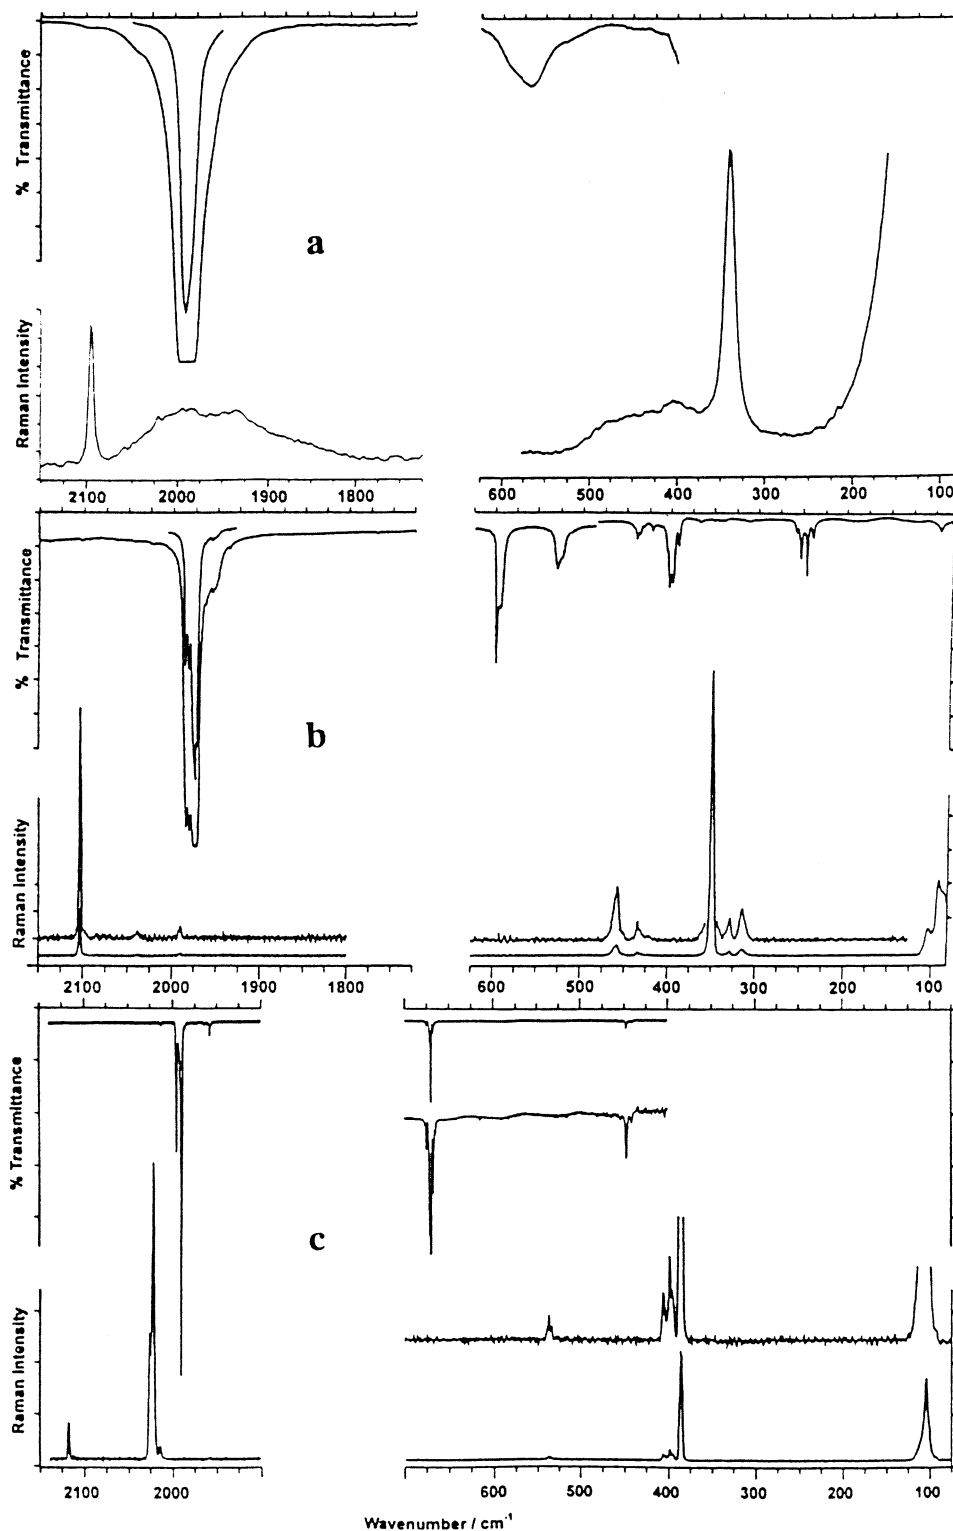 % Transmittance
a
Raman Intensity
2100 2000 1900 1800
600 500 400 300 200 100
% Transmittance
b
Raman Intensity
2100 2000 1900 1800
600 500 400 300 200 100
% Transmittance
c
Raman Intensity
2100 2000
600 500 400 300 200 100
Wavenumber / cm⁻¹